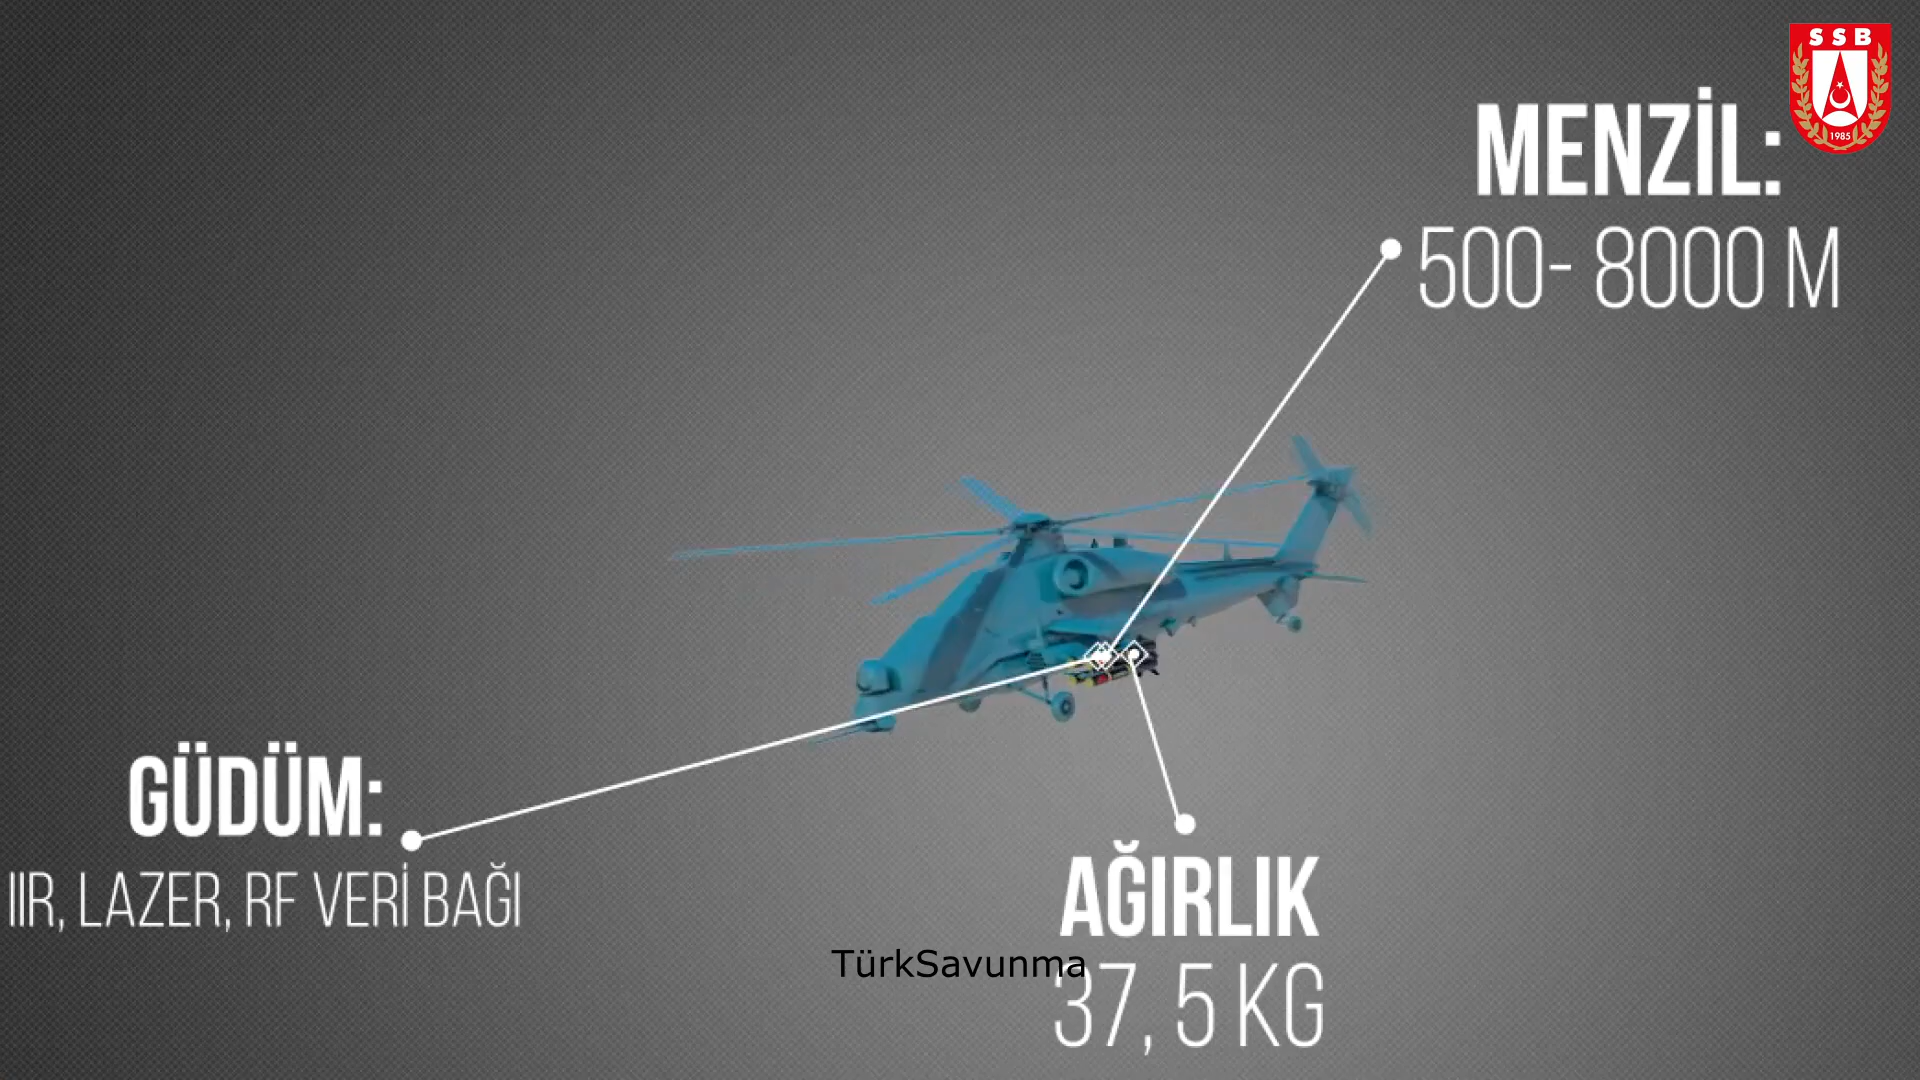 SSB
1985
MENZİL:
500- 8000 M
GÜDÜM:
IIR, LAZER, RF VERİ BAĞI
AĞIRLIK
37, 5 KG
TürkSavunma